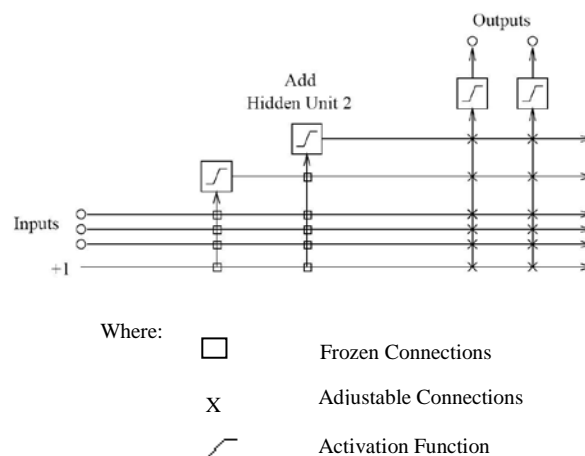 Outputs
Add
Hidden Unit 2
Inputs
+1
Where:
Frozen Connections
X
Adjustable Connections
Activation Function